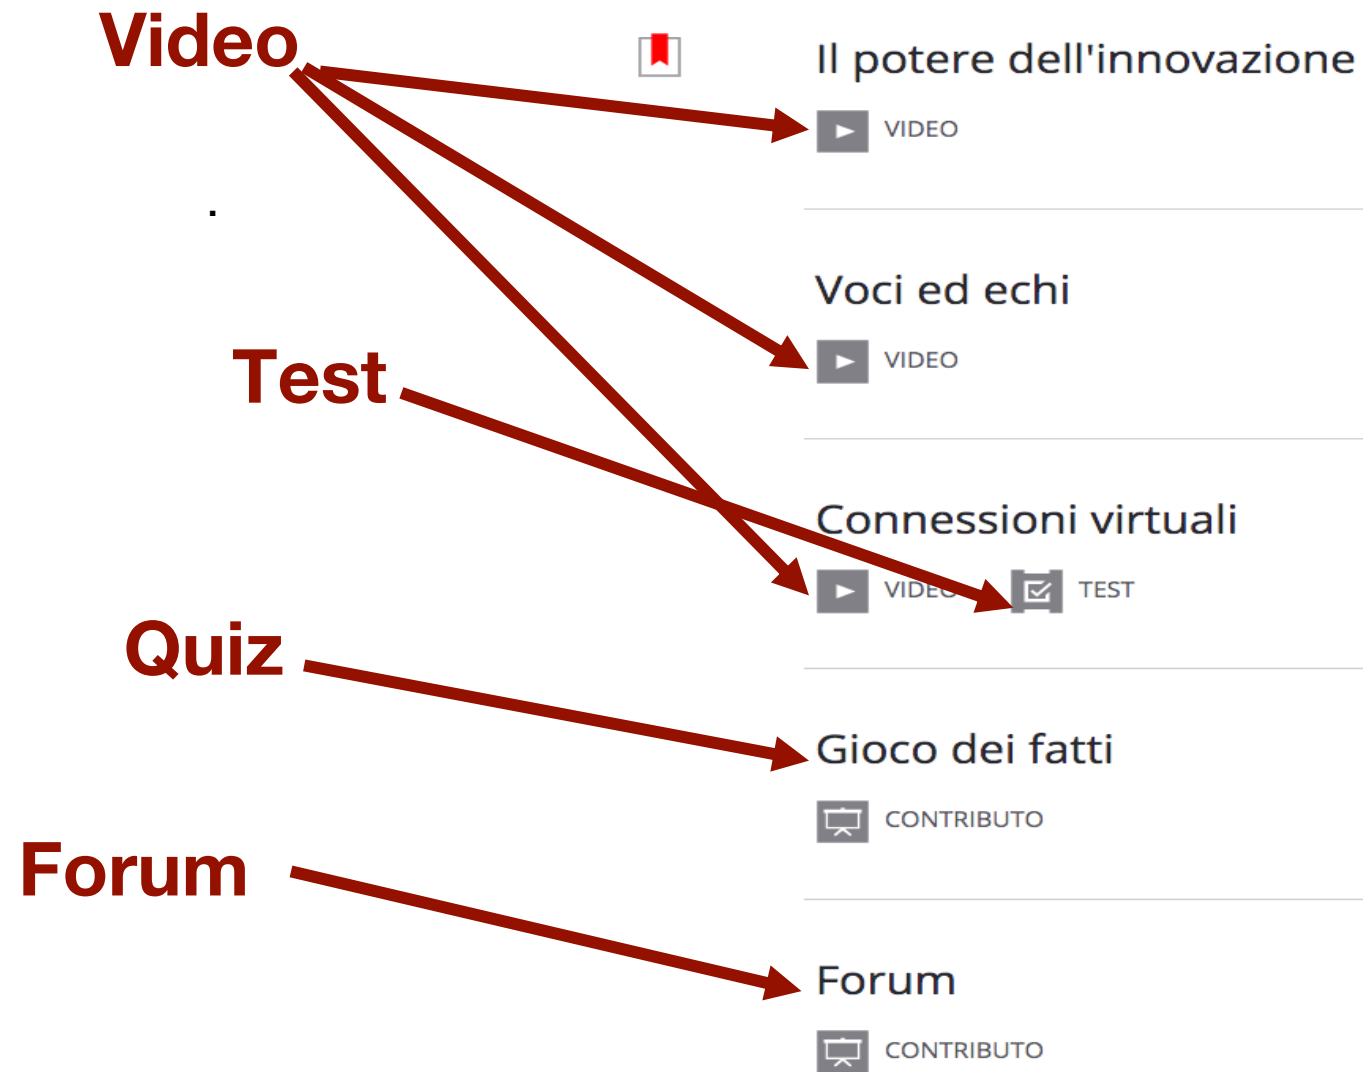 Video
Il potere dell'innovazione
VIDEO
.
Voci ed echi
VIDEO
Test
Connessioni virtuali
VIDEO TEST
Quiz
Gioco dei fatti
CONTRIBUTO
Forum
Forum
CONTRIBUTO